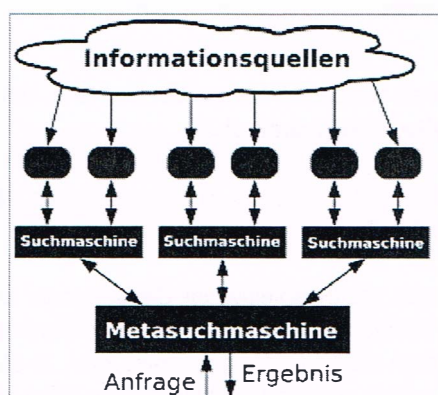 Informationsquellen
Suchmaschine Suchmaschine Suchmaschine
Metasuchmaschine
Anfrage Ergebnis